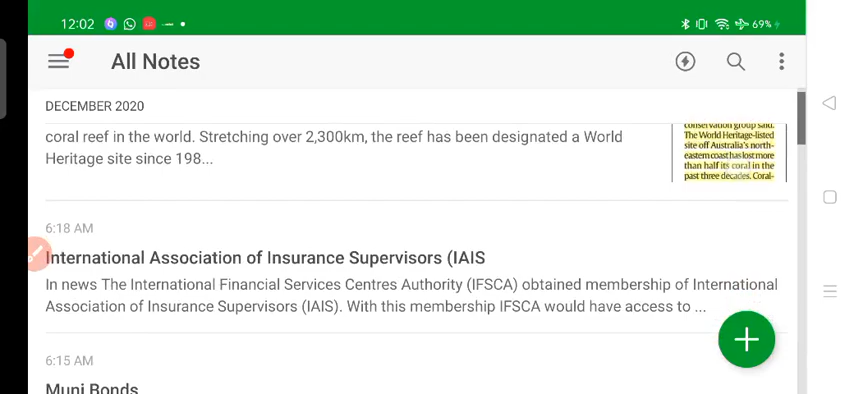 12:02
69%
All Notes
DECEMBER 2020
coral reef in the world. Stretching over 2,300km, the reef has been designated a World
Heritage site since 198...
conservation group said.
The World Heritage-listed
site off Australia's north-
eastern coast has lost more
than half its coral in the
past three decades. Coral-
6:18 AM
International Association of Insurance Supervisors (IAIS
In news The International Financial Services Centres Authority (IFSCA) obtained membership of International
Association of Insurance Supervisors (IAIS). With this membership IFSCA would have access to ...
6:15 AM
Muni Bonds